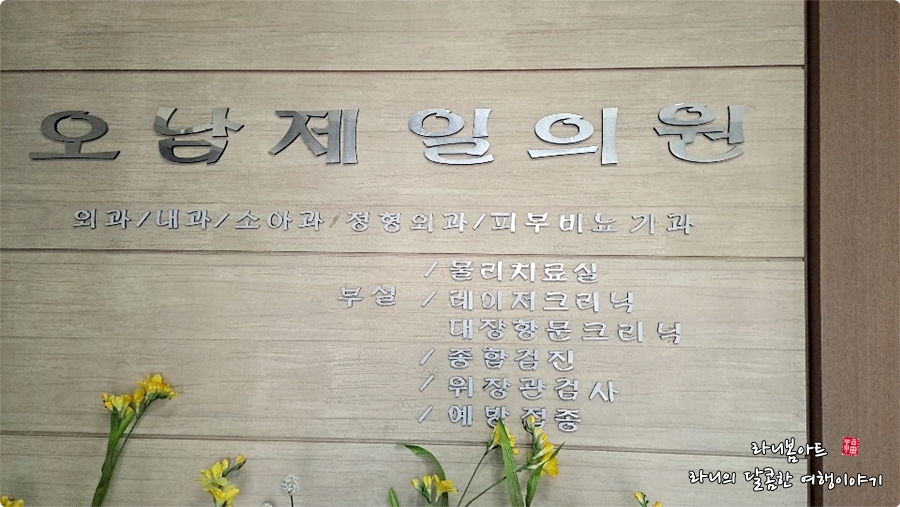 오남제일의원
외과/내과/소아과/정형외과/피부비뇨기과
부설 /물리치료실
/레이저크리닉
대장항문크리닉
/종합검진
/위장관검사
/예방접종
라니봄아트
라니의 달콤한 여행이야기